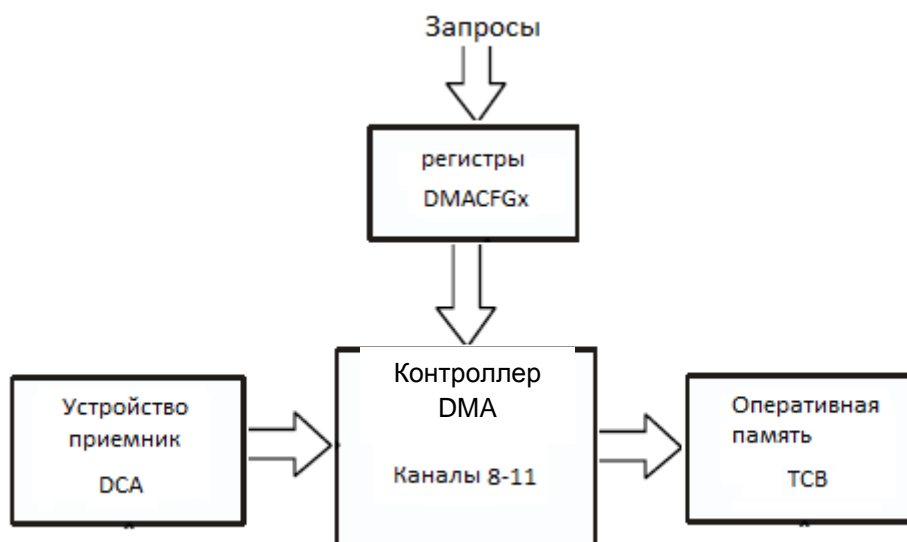 Запросы
регистры
DMACFGx
Контроллер
DMA
Каналы 8-11
Устройство
приемник
DCA
Оперативная
память
TCB